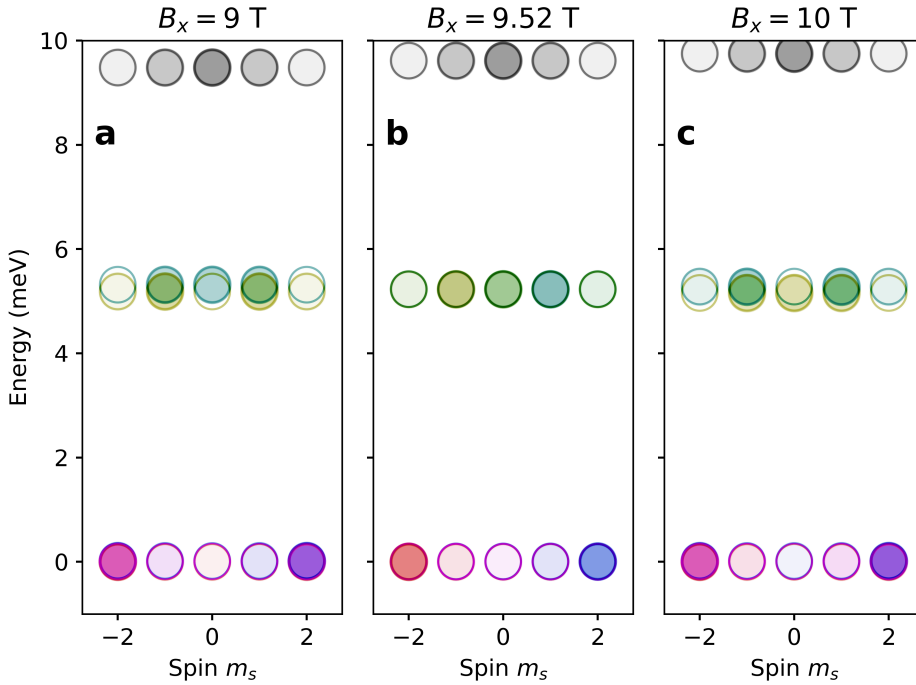 B_x = 9 T
B_x = 9.52 T
B_x = 10 T
10
8
6
4
2
0
Energy (meV)
a
b
c
−2 0 2
−2 0 2
−2 0 2
Spin m_s
Spin m_s
Spin m_s